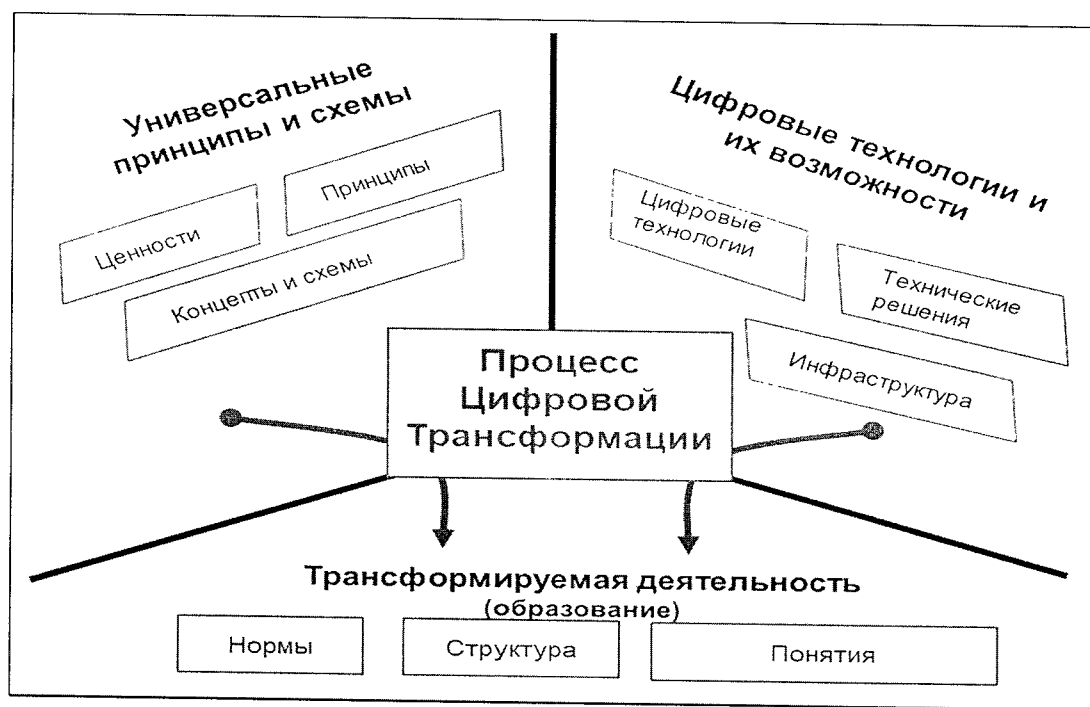 Универсальные
принципы и схемы
Ценности
Принципы
Концепты и схемы
Цифровые технологии и
их возможности
Цифровые
технологии
Технические
решения
Инфраструктура
Процесс
Цифровой
Трансформации
Трансформируемая деятельность
(образование)
Нормы
Структура
Понятия